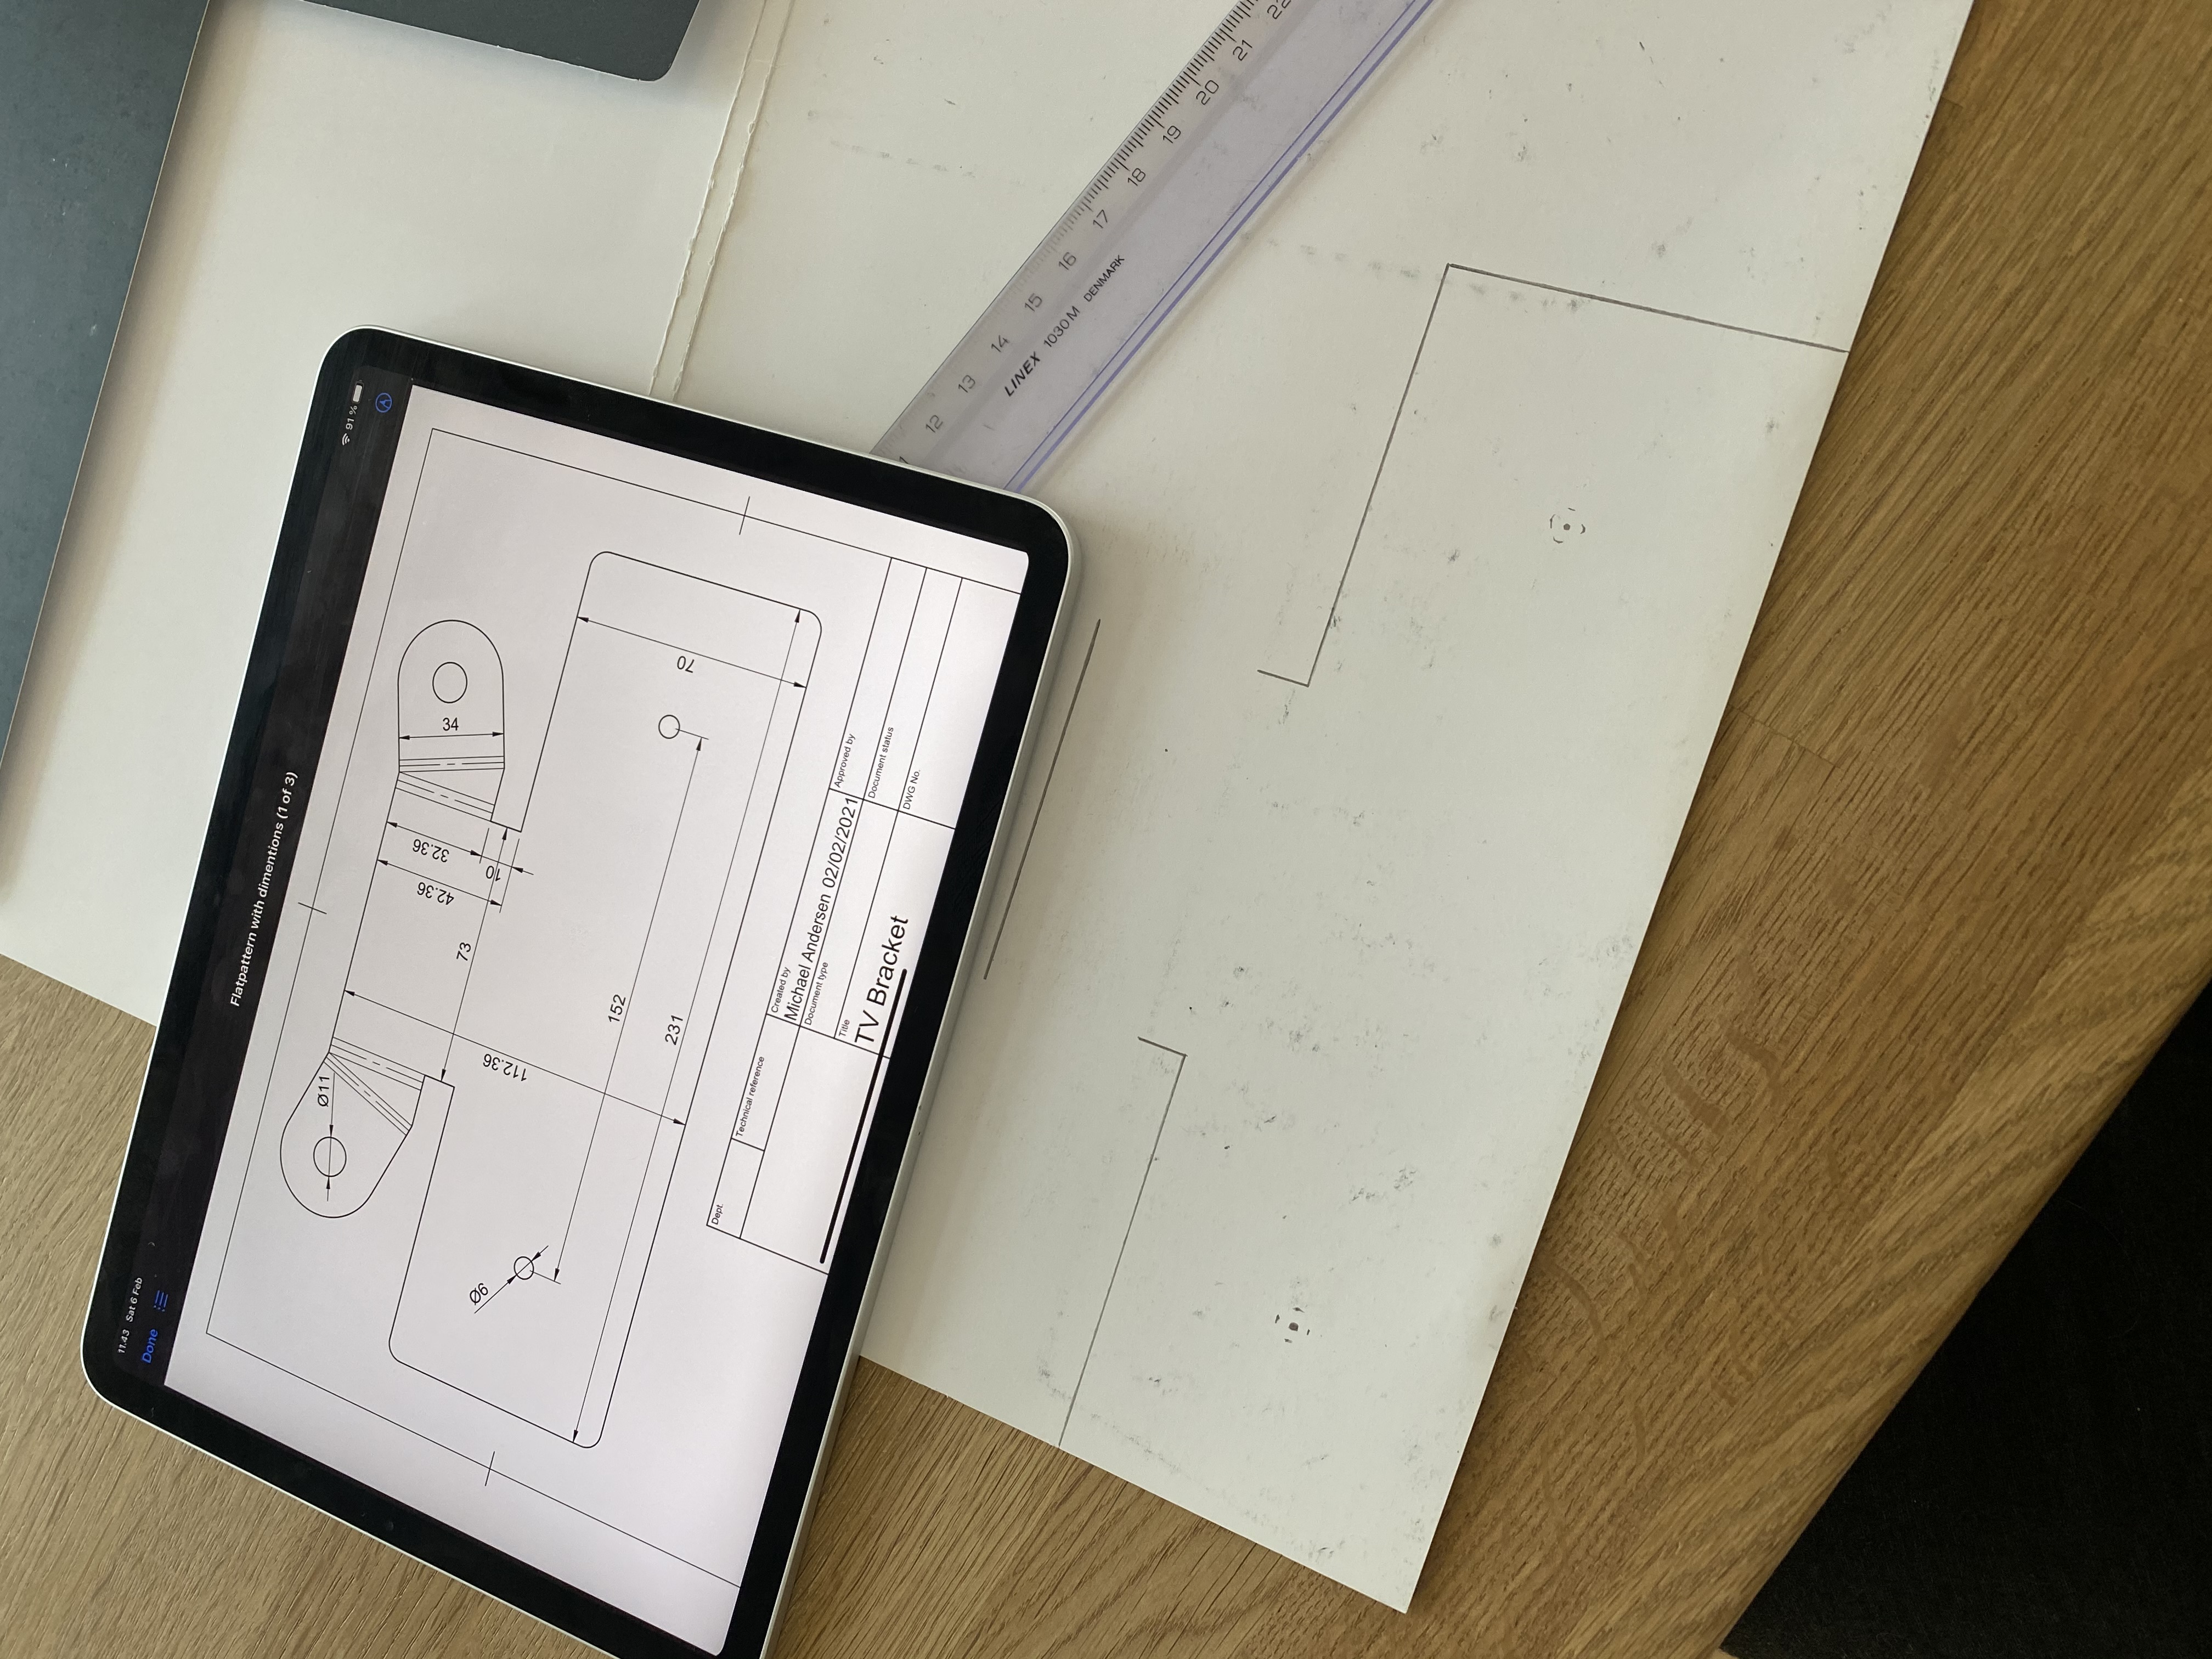 11.43 Sat 6 Feb
Done
Flatpattern with dimentions (1 of 3)
91 %
Ø11
42.36
32.36
34
73
10
Ø6
112.36
152
231
70
Dept.
Technical reference
Created by
Michael Andersen 02/02/2021
Approved by
Document type
Document status
Title
TV Bracket
DWG No.
12
13
14
15
16
17
18
19
20
21
22
LINEX 1030 M DENMARK